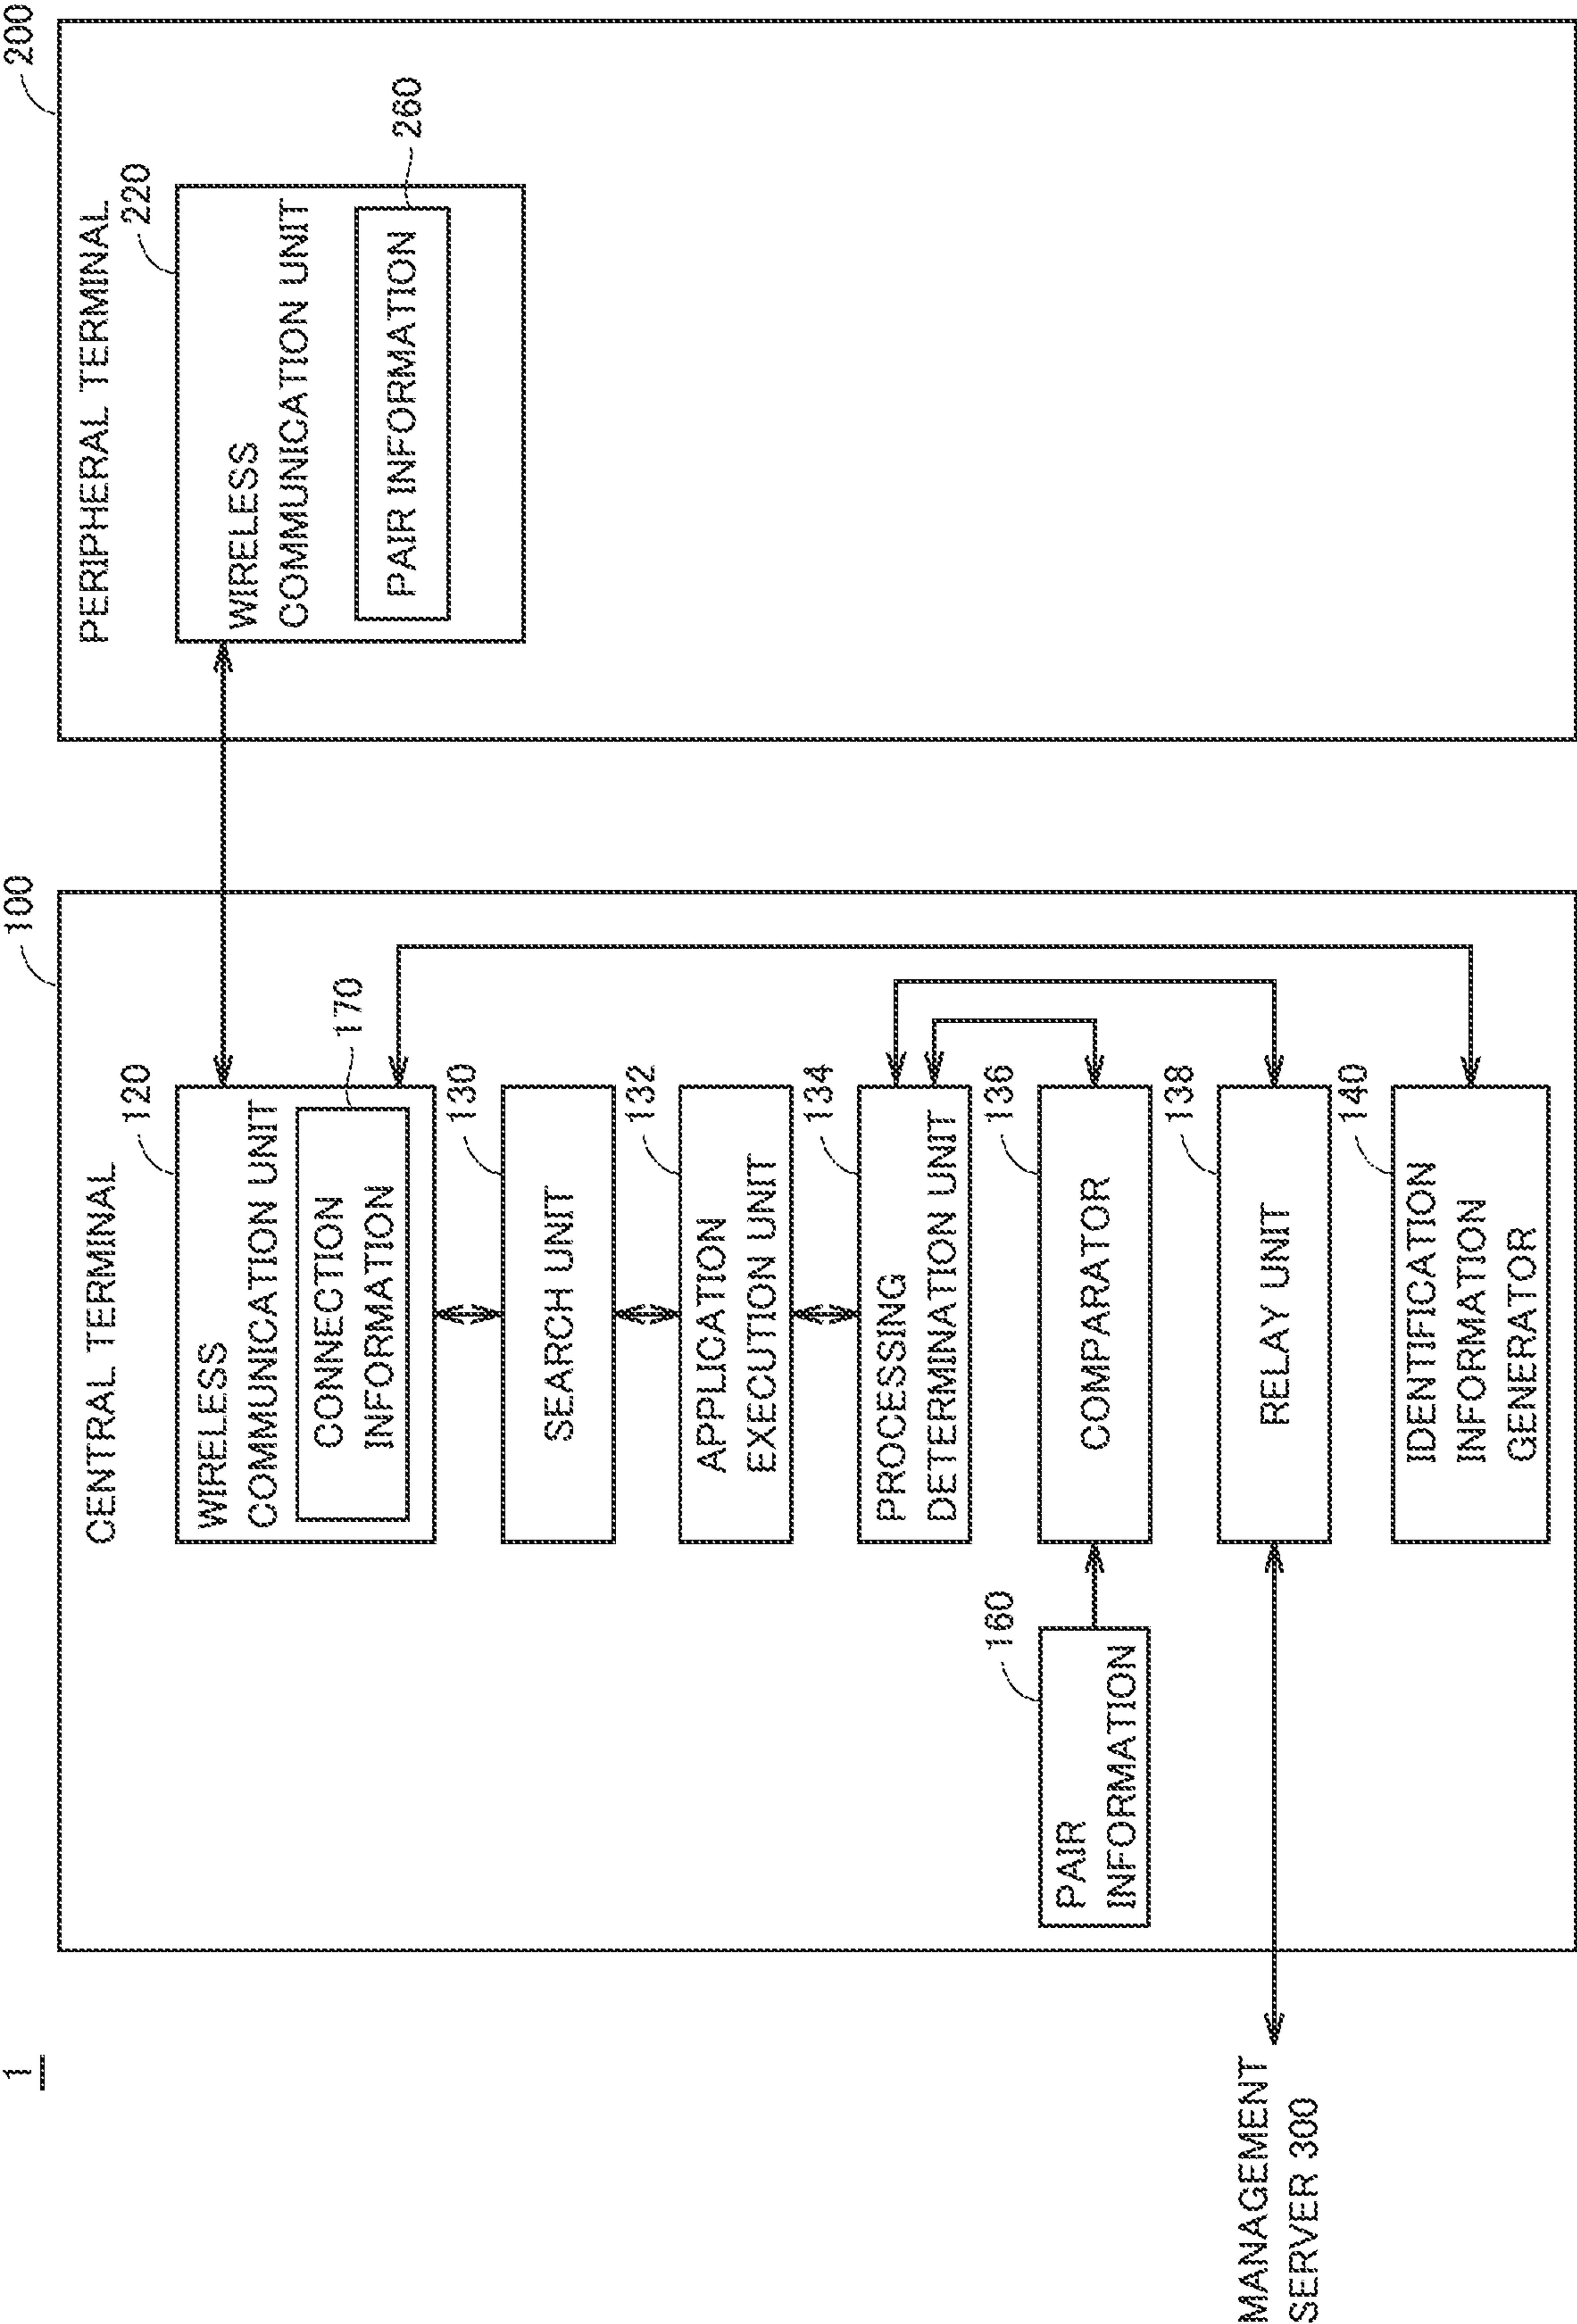 1
100
200
CENTRAL TERMINAL
120
WIRELESS
COMMUNICATION UNIT
170
CONNECTION
INFORMATION
130
SEARCH UNIT
132
APPLICATION
EXECUTION UNIT
134
PROCESSING
DETERMINATION UNIT
160
PAIR
INFORMATION
136
COMPARATOR
138
RELAY UNIT
MANAGEMENT
SERVER 300
140
IDENTIFICATION
INFORMATION
GENERATOR
PERIPHERAL TERMINAL
220
WIRELESS
COMMUNICATION UNIT
260
PAIR INFORMATION